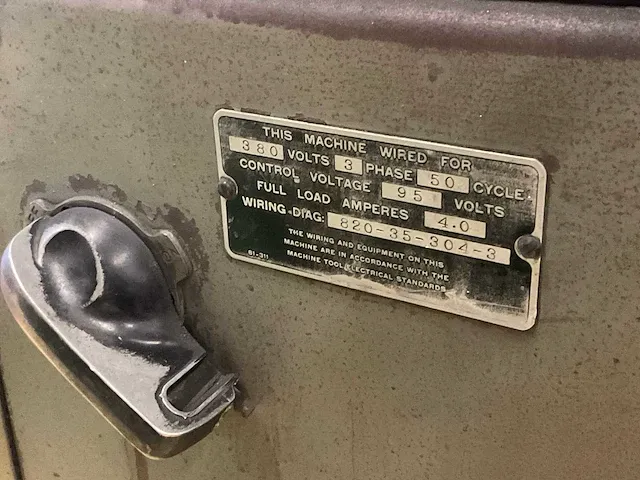 THIS MACHINE WIRED FOR
380 VOLTS 3 PHASE 50 CYCLE.
CONTROL VOLTAGE 95 VOLTS
FULL LOAD AMPERES 4.0
WIRING-DIAG: 820-35-304-3
THE WIRING AND EQUIPMENT ON THIS
MACHINE ARE IN ACCORDANCE WITH THE
MACHINE TOOL ELECTRICAL STANDARDS
81-311